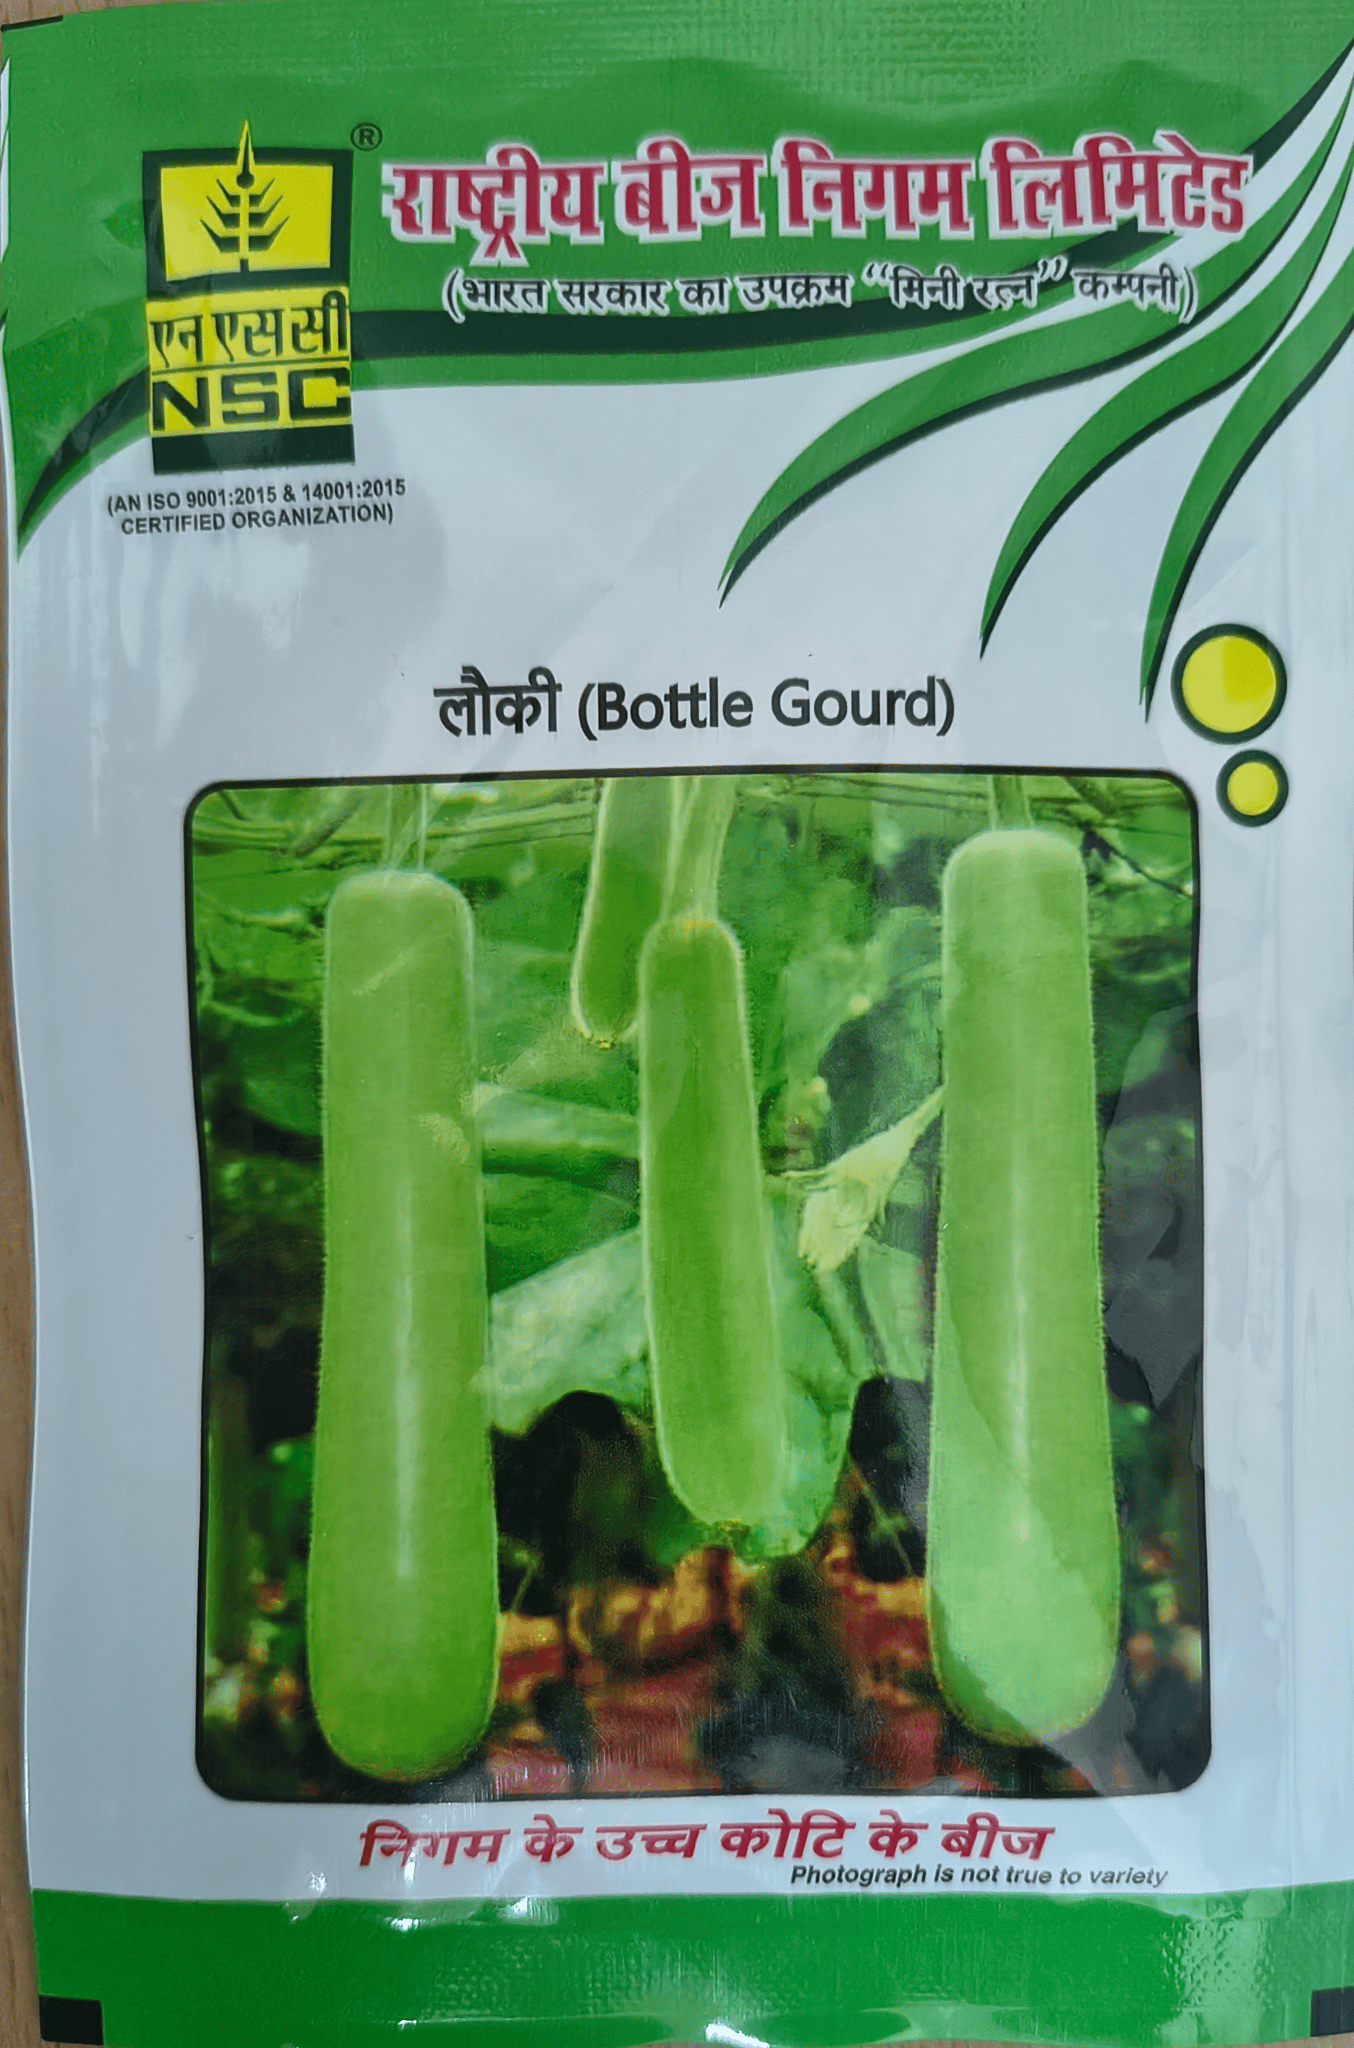 ®
राष्ट्रीय बीज निगम लिमिटेड
(भारत सरकार का उपक्रम “मिनी रत्न” कम्पनी)
एन एस सी
NSC
(AN ISO 9001:2015 & 14001:2015
CERTIFIED ORGANIZATION)
लौकी (Bottle Gourd)
निगम के उच्च कोटि के बीज
Photograph is not true to variety